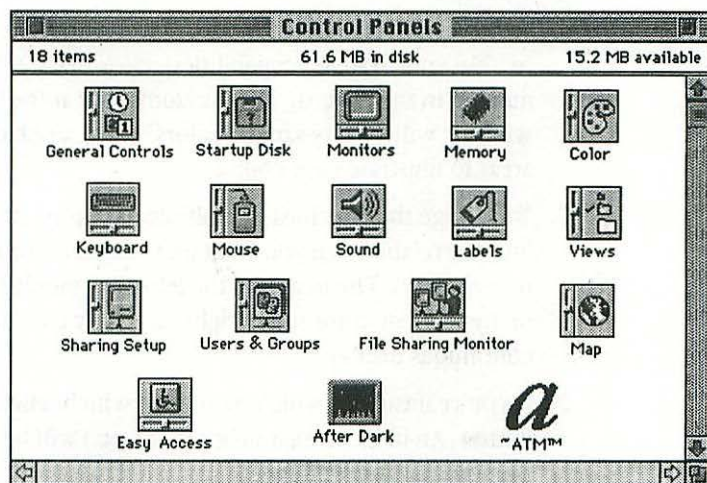 Control Panels
18 items 61.6 MB in disk 15.2 MB available
General Controls Startup Disk Monitors Memory Color
Keyboard Mouse Sound Labels Views
Sharing Setup Users & Groups File Sharing Monitor Map
Easy Access After Dark ~ATM™